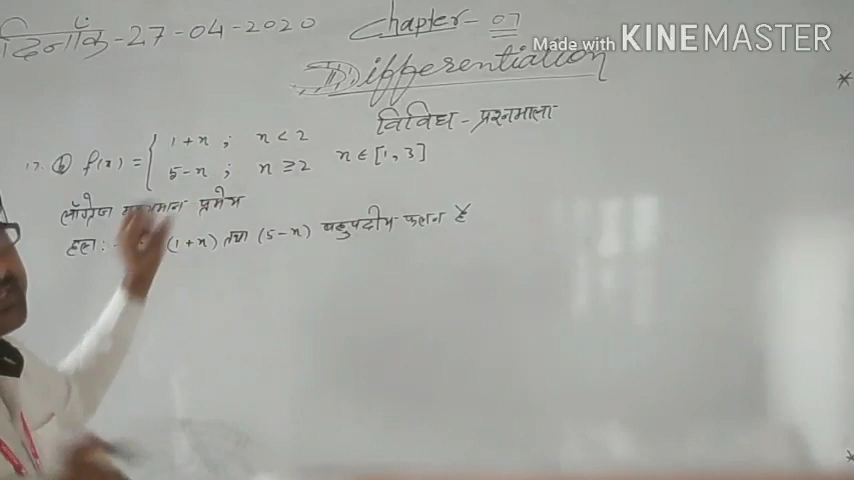 दिनाँक-27-04-2020
Chapter-07
Made with KINEMASTER
Differentiation
विविध-प्रश्नमाला
17. (b) f(x) = { 1+x ; x < 2
5-x ; x ≥ 2 x ∈ [1, 3]
लाँग्रेज प्रमेय
हल:- (1+x) तथा (5-x) बहुपदीय फलन है